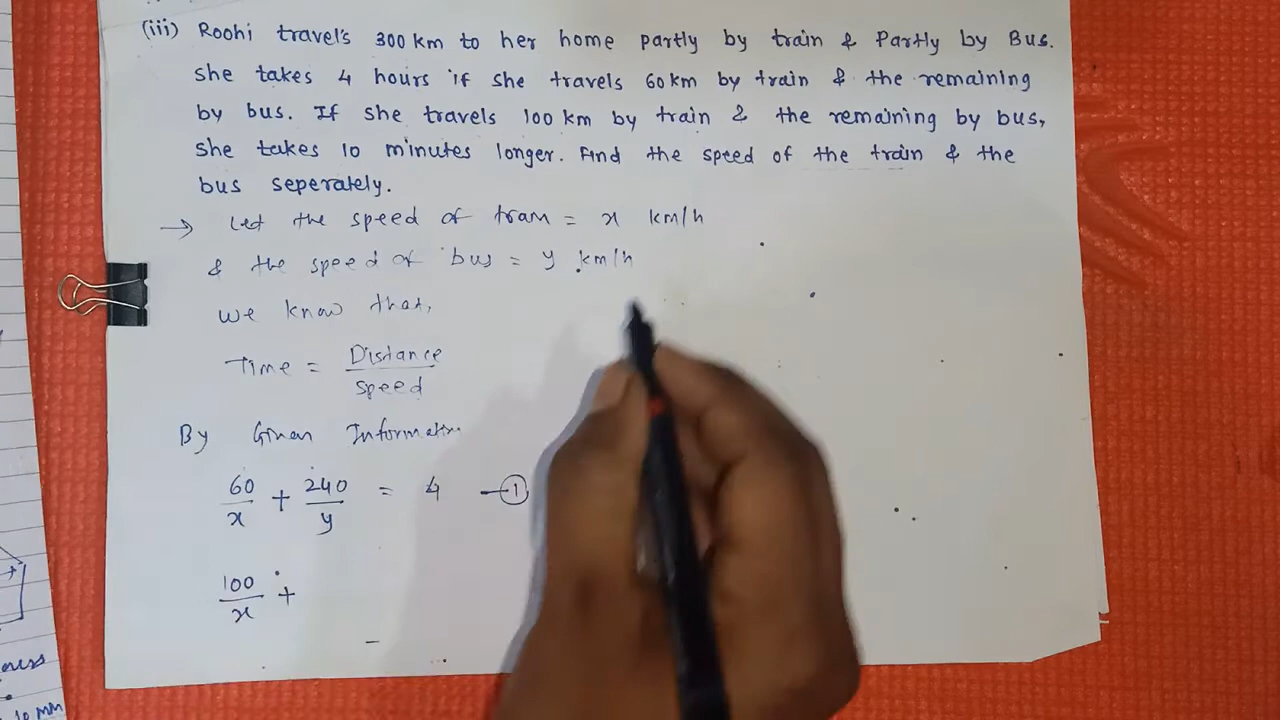 (iii) Roohi travel's 300 km to her home partly by train & Partly by Bus.
she takes 4 hours if she travels 60 km by train & the remaining
by bus. If she travels 100 km by train & the remaining by bus,
she takes 10 minutes longer. Find the speed of the train & the
bus seperately.
→ Let the speed of train = x km/h
& the speed of bus = y km/h
we know that,
Time = Distance / Speed
By Given Information
60/x + 240/y = 4 —①
100/x +
10 mm